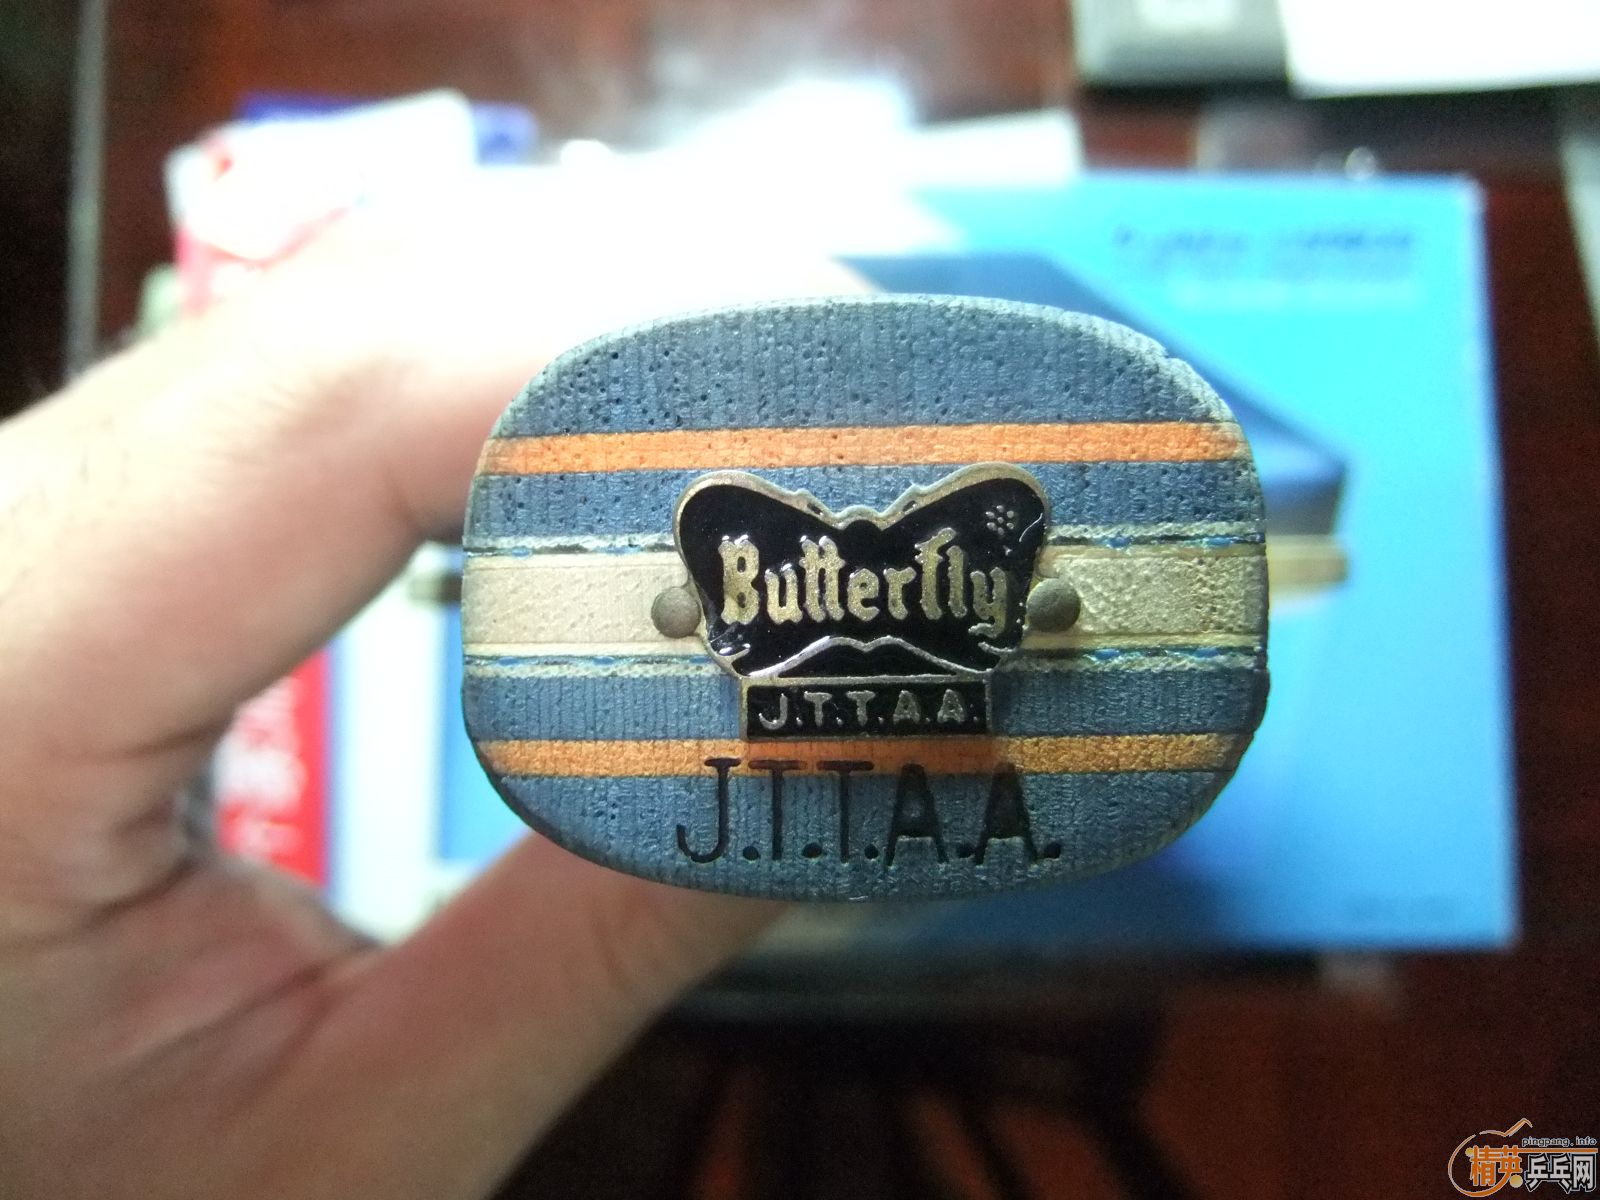 Butterfly
J.T.T.A.A.
J.T.T.A.A.
pingpang.info
精英乒乓网